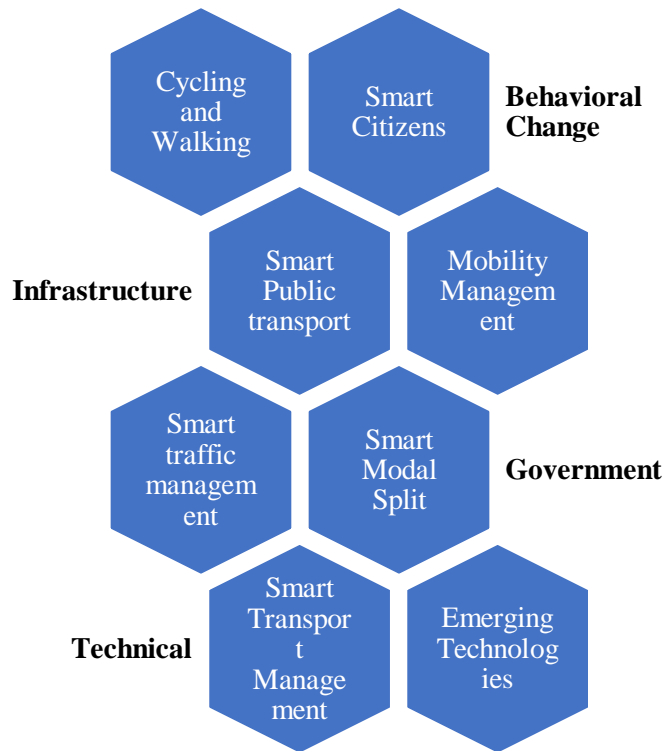 Cycling
and
Walking
Smart
Citizens
Behavioral
Change
Infrastructure
Smart
Public
transport
Mobility
Managem
ent
Smart
traffic
managem
ent
Smart
Modal
Split
Government
Technical
Smart
Transpor
t
Manage
ment
Emerging
Technolog
ies